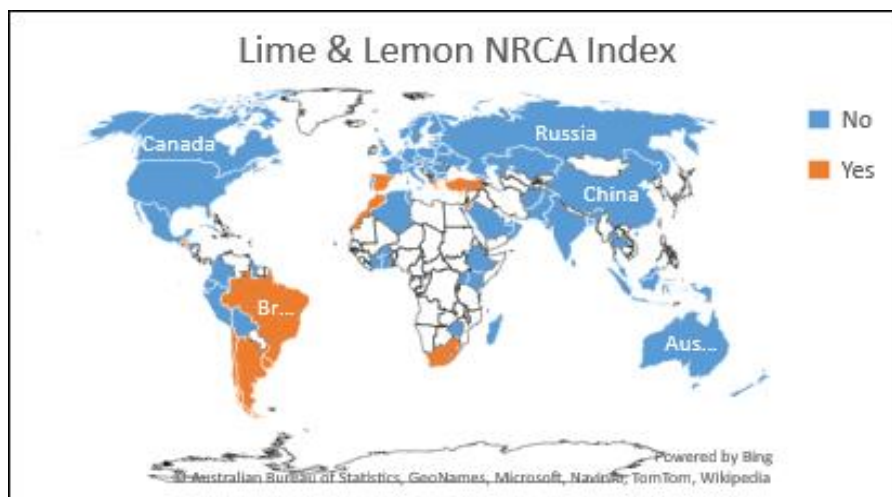 Lime & Lemon NRCA Index
No
Yes
Canada
Russia
China
Br...
Aus...
Powered by Bing
© Australian Bureau of Statistics, GeoNames, Microsoft, Navinfo, TomTom, Wikipedia